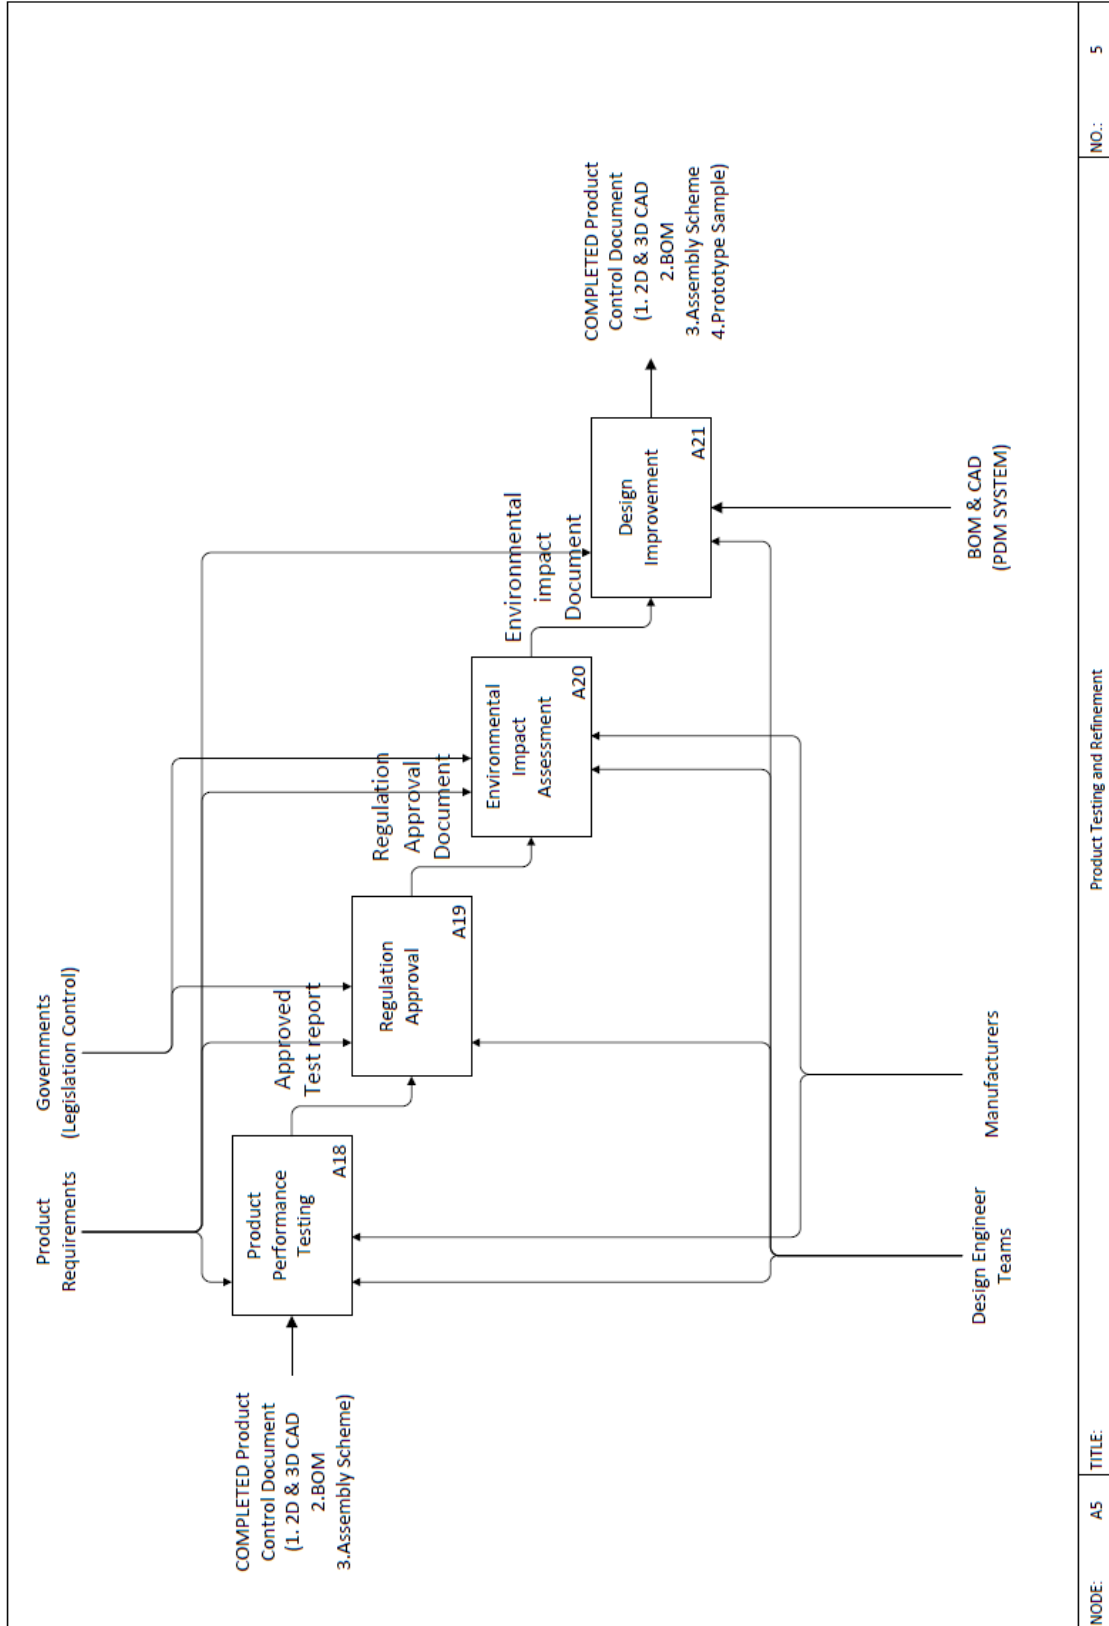 Product
Requirements
Governments
(Legislation Control)
COMPLETED Product
Control Document
(1. 2D & 3D CAD
2.BOM
3.Assembly Scheme)
Product
Performance
Testing
A18
Approved
Test report
Regulation
Approval
A19
Regulation
Approval
Document
Environmental
Impact
Assessment
A20
Environmental
impact
Document
Design
Improvement
A21
COMPLETED Product
Control Document
(1. 2D & 3D CAD
2.BOM
3.Assembly Scheme
4.Prototype Sample)
Design Engineer
Teams
Manufacturers
BOM & CAD
(PDM SYSTEM)
NODE: A5 TITLE: Product Testing and Refinement NO.: 5